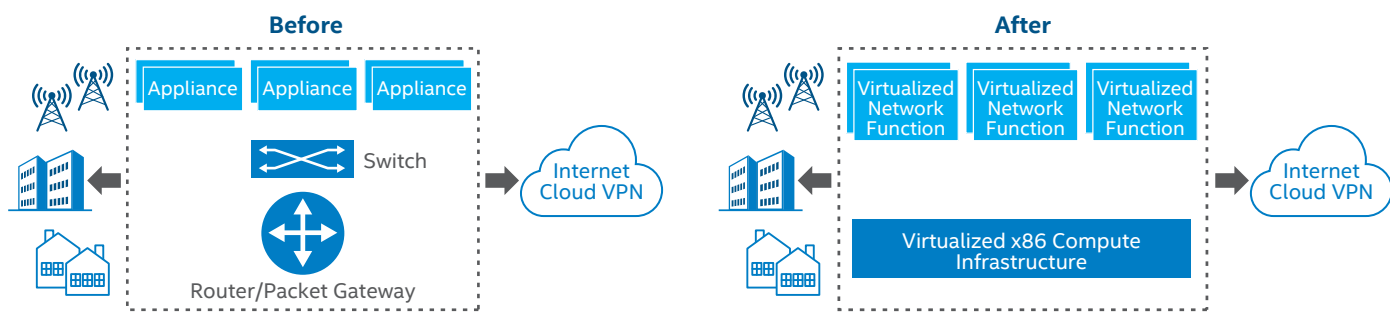 Before
Appliance
Appliance
Appliance
Switch
Router/Packet Gateway
Internet
Cloud VPN
After
Virtualized
Network
Function
Virtualized
Network
Function
Virtualized
Network
Function
Virtualized x86 Compute
Infrastructure
Internet
Cloud VPN